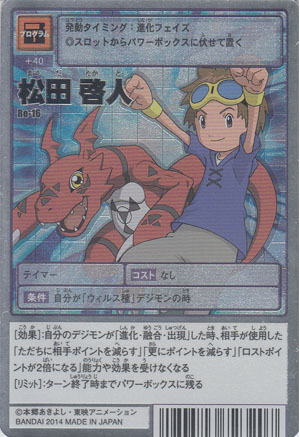 プログラム
発動タイミング：進化フェイズ
◎スロットからパワーボックスに伏せて置く
+40
松田 啓人
Re-16
テイマー
コスト なし
条件 自分が「ウィルス種」デジモンの時
[効果]:自分のデジモンが「進化・融合・出現」した時、相手が使用した
「ただちに相手ポイントを減らす」「更にポイントを減らす」「ロストポイ
ントが2倍になる」能力や効果を受けなくなる
[リミット]:ターン終了時までパワーボックスに残る
©本郷あきよし・東映アニメーション
BANDAI 2014 MADE IN JAPAN